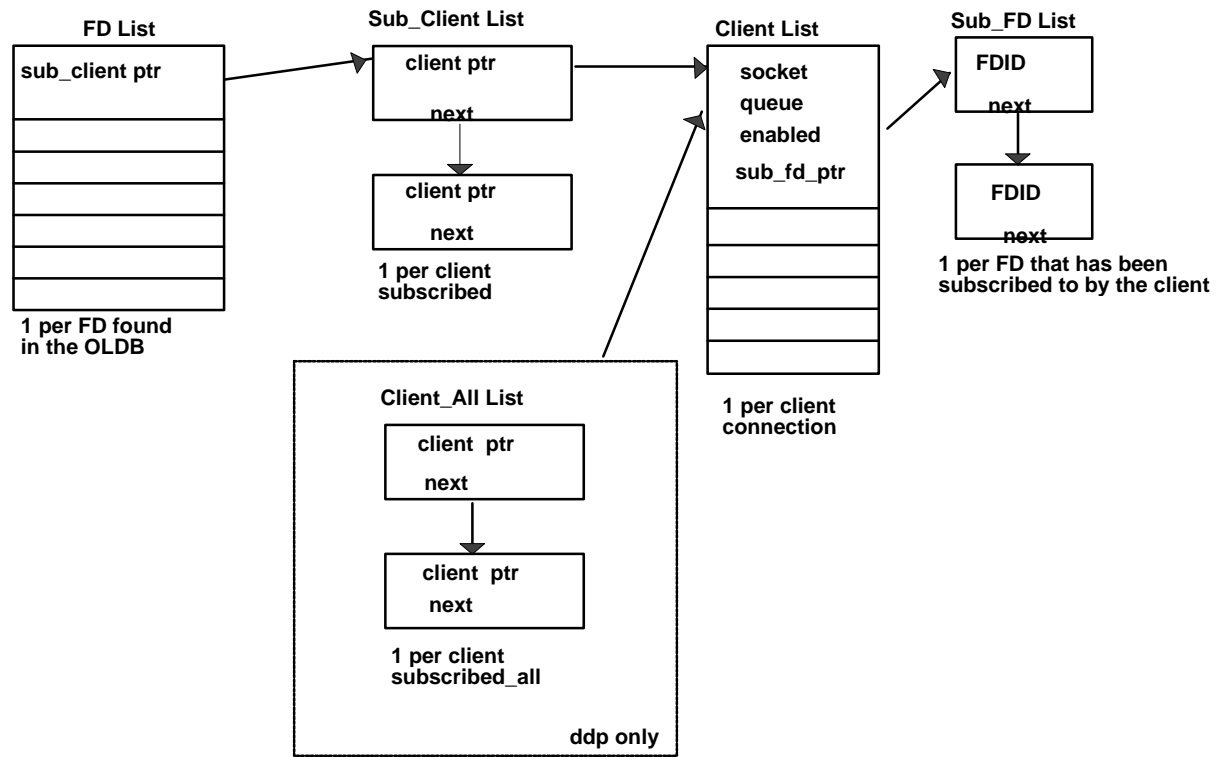 FD List
sub_client ptr
1 per FD found
in the OLDB
Sub_Client List
client ptr
next
client ptr
next
1 per client
subscribed
Client List
socket
queue
enabled
sub_fd_ptr
1 per client
connection
Sub_FD List
FDID
next
FDID
next
1 per FD that has been
subscribed to by the client
Client_All List
client ptr
next
client ptr
next
1 per client
subscribed_all
ddp only